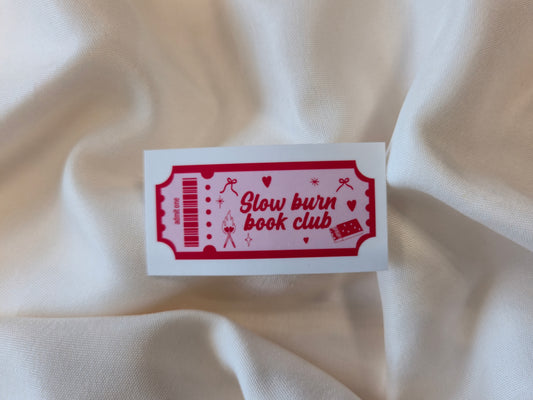 admit one
Slow burn
book club